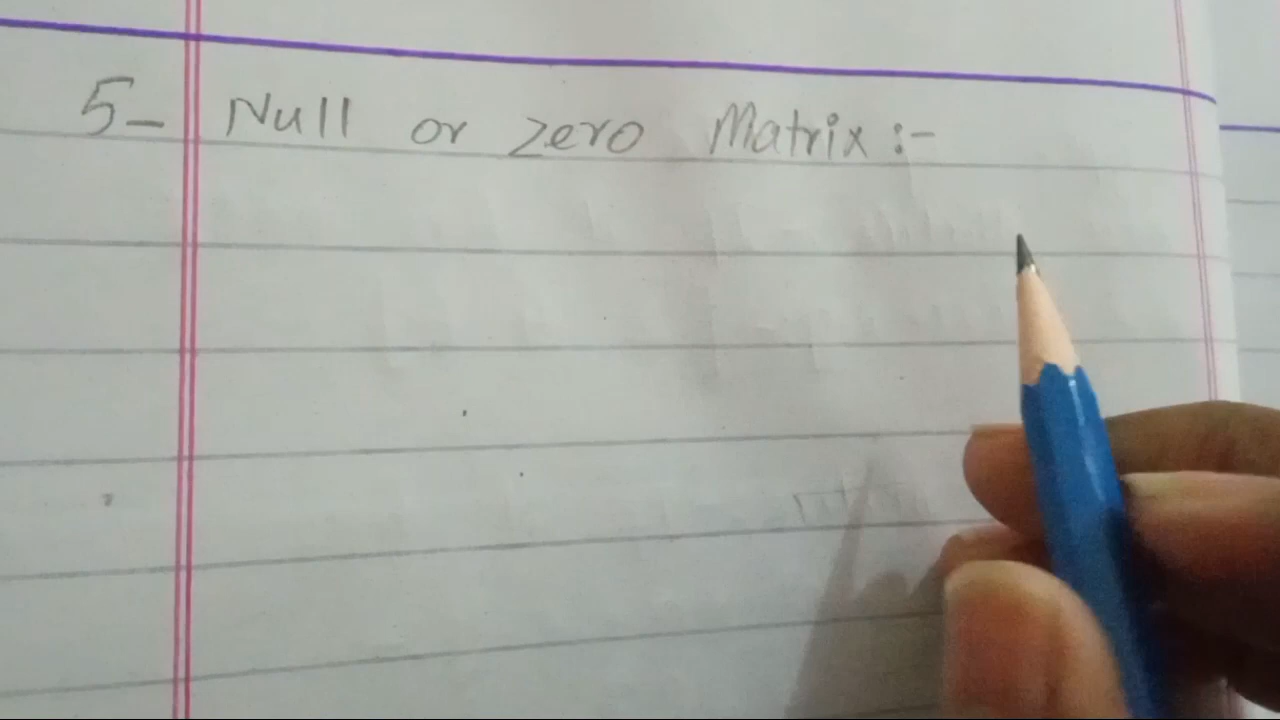 5- Null or zero Matrix :-